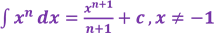 ∫ xⁿ dx = xⁿ⁺¹/(n+1) + c , x ≠ −1